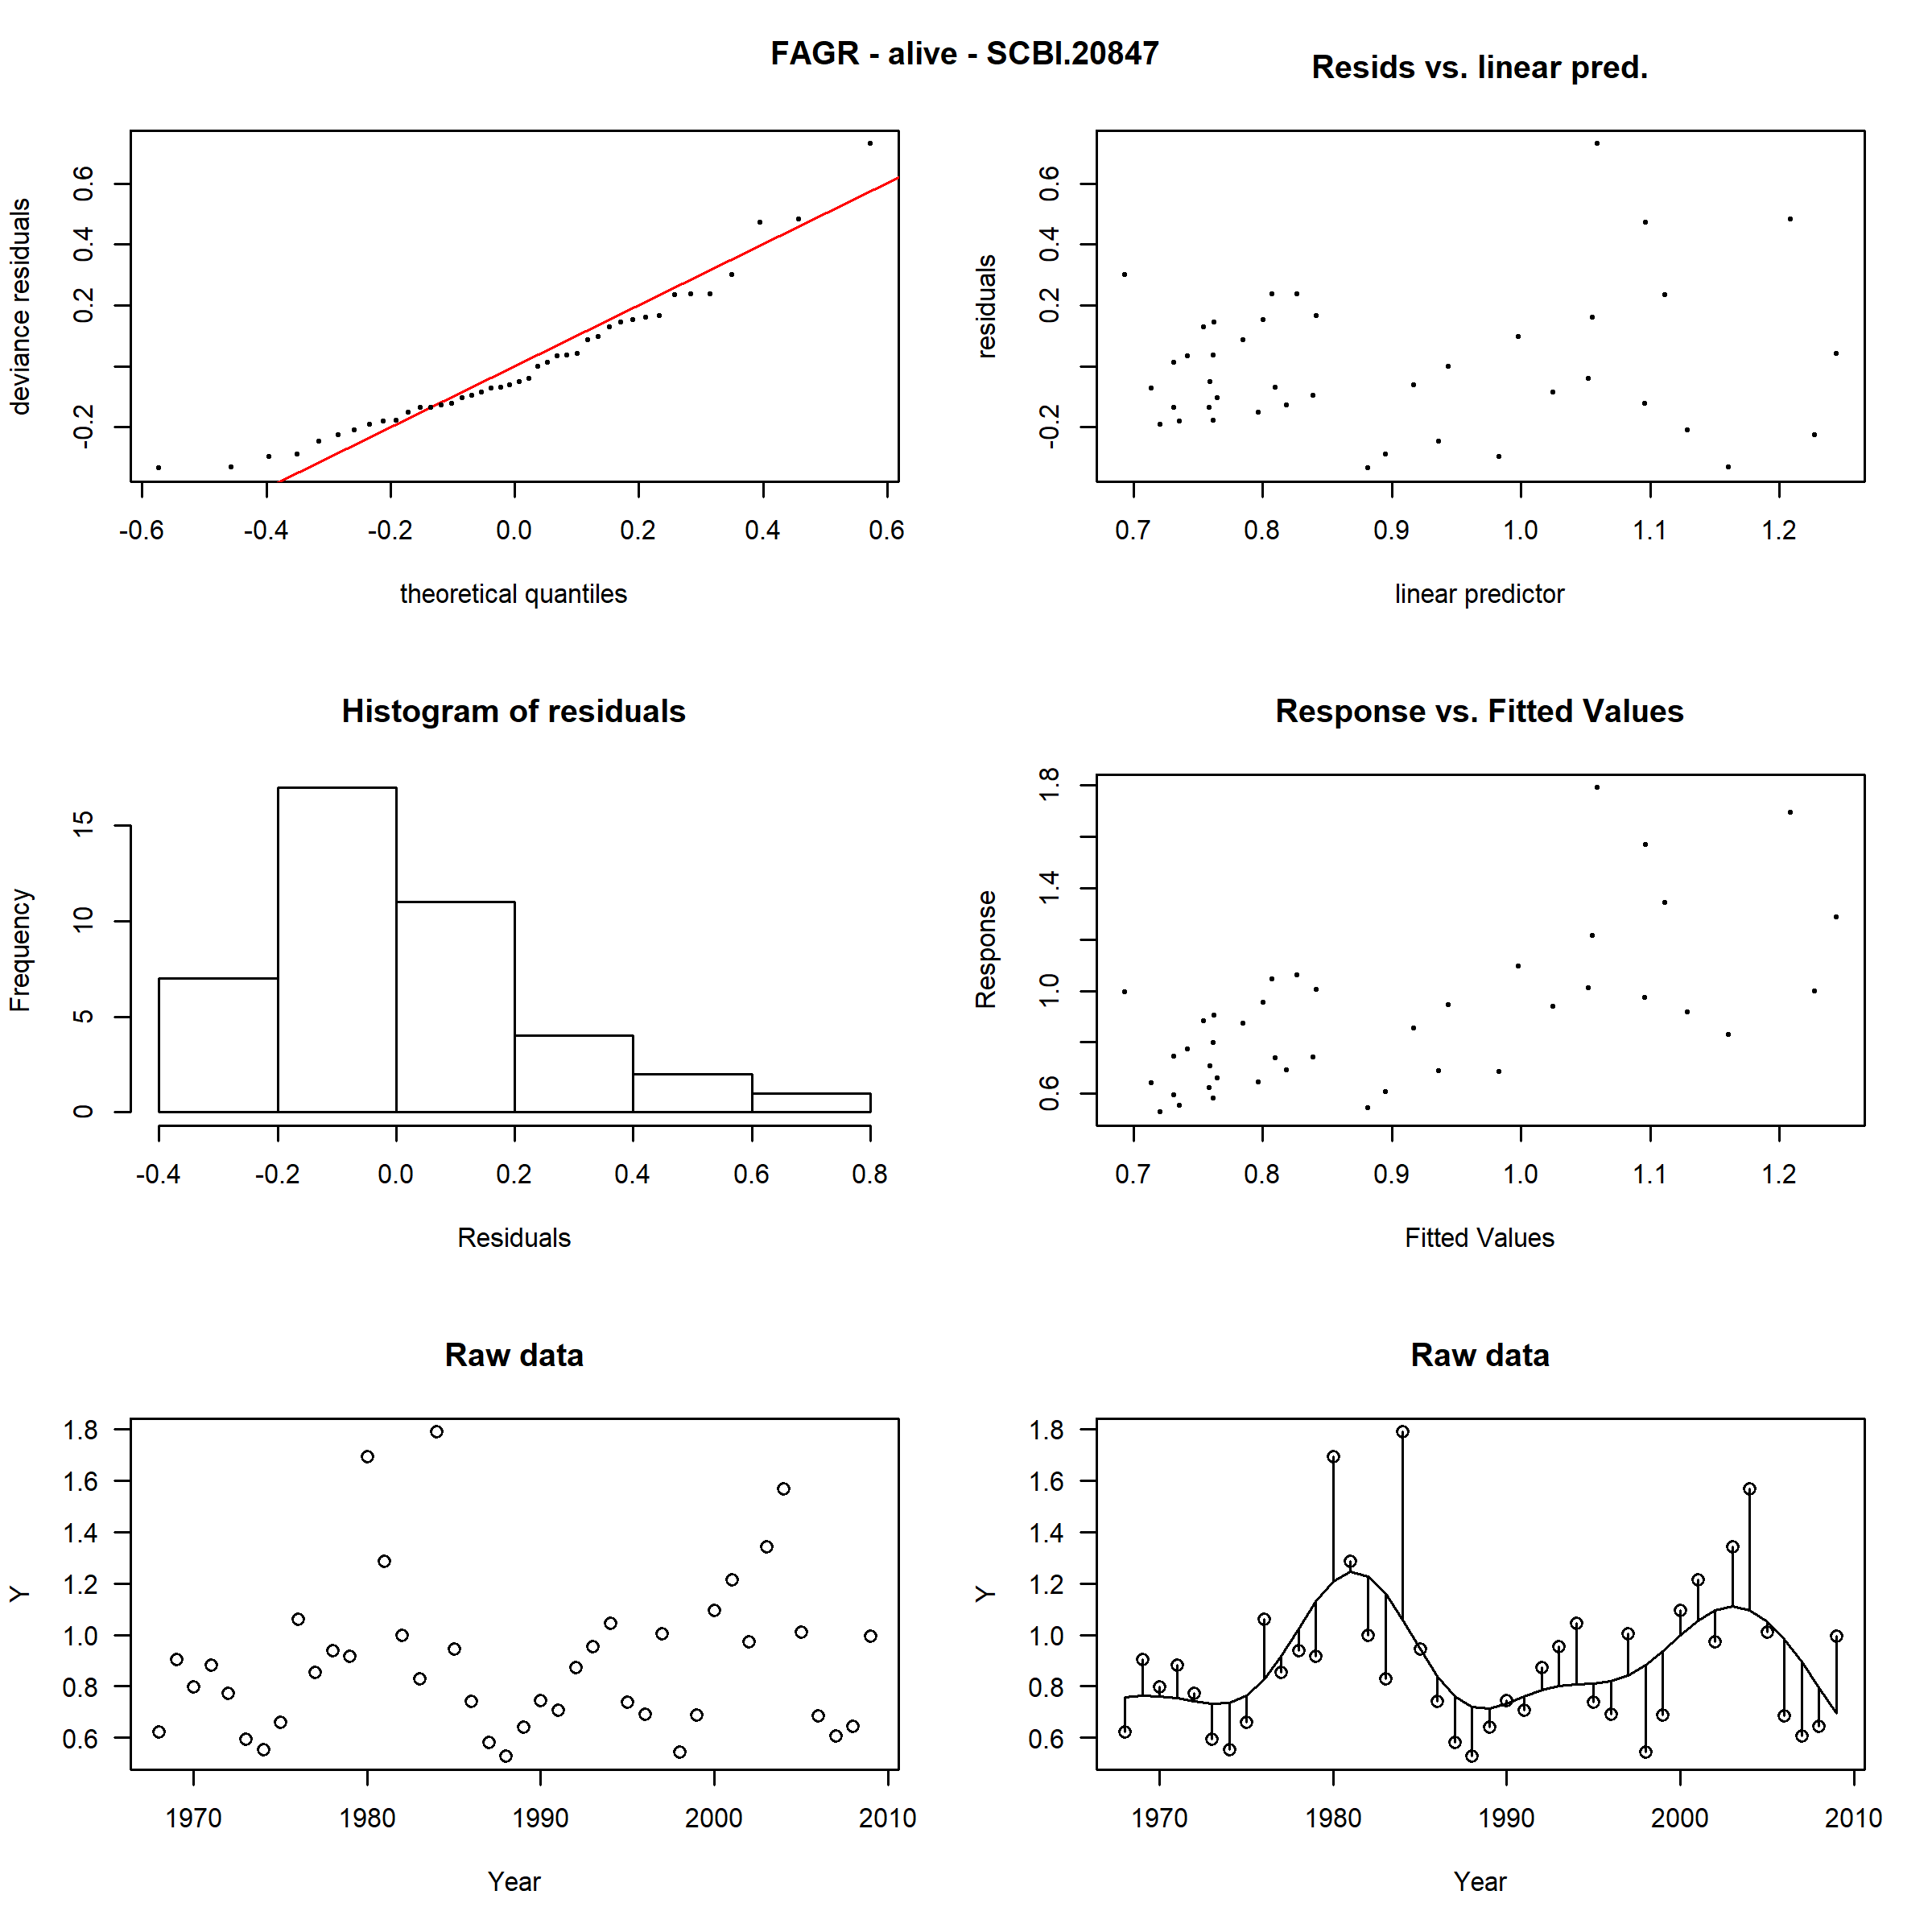 FAGR - alive - SCBI.20847
Resids vs. linear pred.
deviance residuals
-0.2 0.2 0.4 0.6
-0.6 -0.4 -0.2 0.0 0.2 0.4 0.6
theoretical quantiles
residuals
-0.2 0.2 0.4 0.6
0.7 0.8 0.9 1.0 1.1 1.2
linear predictor
Histogram of residuals
Frequency
0 5 10 15
-0.4 -0.2 0.0 0.2 0.4 0.6 0.8
Residuals
Response vs. Fitted Values
Response
0.6 1.0 1.4 1.8
0.7 0.8 0.9 1.0 1.1 1.2
Fitted Values
Raw data
Y
1.8
1.6
1.4
1.2
1.0
0.8
0.6
1970 1980 1990 2000 2010
Year
Raw data
Y
1.8
1.6
1.4
1.2
1.0
0.8
0.6
1970 1980 1990 2000 2010
Year